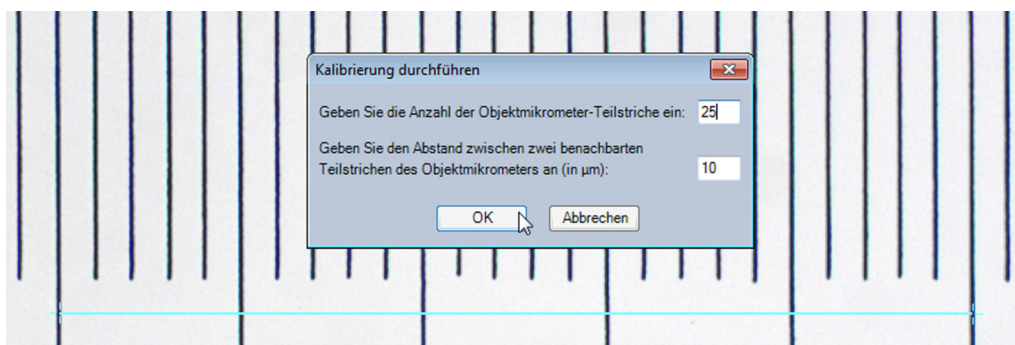 Kalibrierung durchführen
Geben Sie die Anzahl der Objektmikrometer-Teilstriche ein: 25
Geben Sie den Abstand zwischen zwei benachbarten
Teilstrichen des Objektmikrometers an (in µm): 10
OK Abbrechen